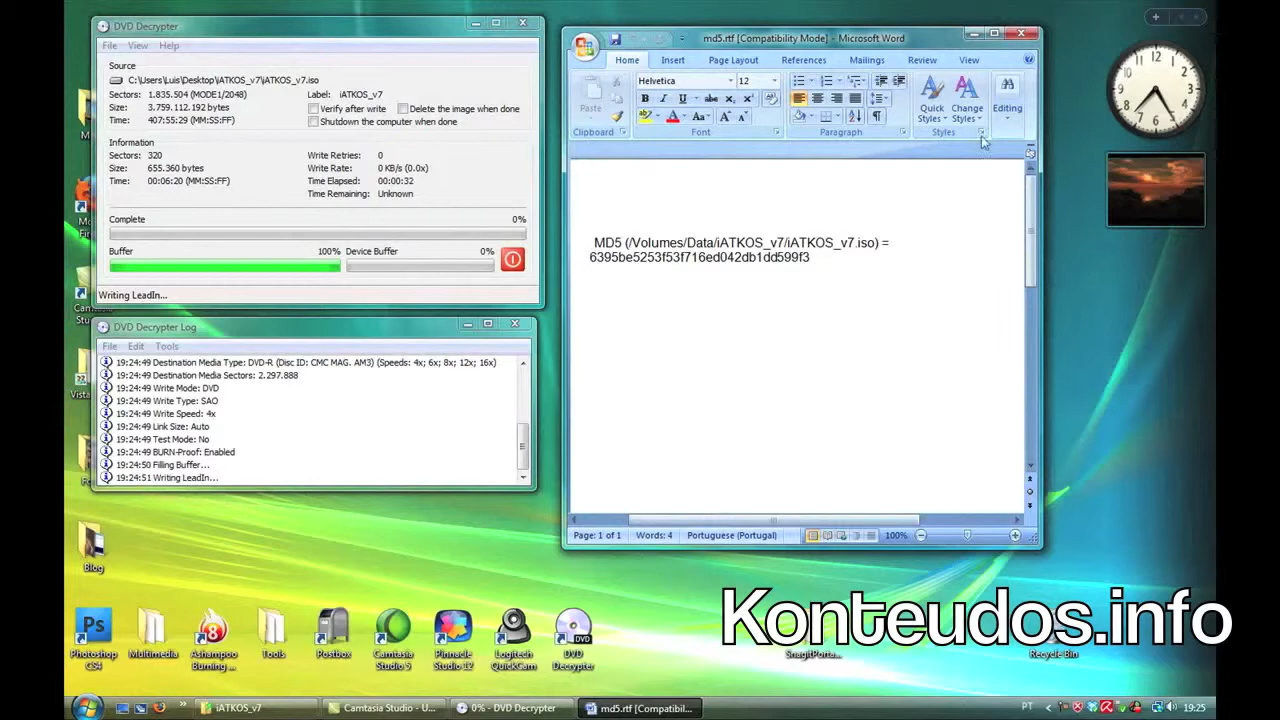 DVD Decrypter
File View Help
Source
C:\Users\Luis\Desktop\iATKOS_v7\iATKOS_v7.iso
Sectors: 1.835.504 (MODE1/2048)
Label: iATKOS_v7
Size: 3.759.112.192 bytes
Verify after write
Delete the image when done
Time: 407:55:29 (MM:SS:FF)
Shutdown the computer when done
Information
Sectors: 320
Write Retries: 0
Size: 655.360 bytes
Write Rate: 0 KB/s (0.0x)
Time: 00:06:20 (MM:SS:FF)
Time Elapsed: 00:00:32
Time Remaining: Unknown
Complete 0%
Buffer 100%
Device Buffer 0%
Writing LeadIn...
DVD Decrypter Log
File Edit Tools
19:24:49 Destination Media Type: DVD-R (Disc ID: CMC MAG. AM3) (Speeds: 4x; 6x; 8x; 12x; 16x)
19:24:49 Destination Media Sectors: 2.297.888
19:24:49 Write Mode: DVD
19:24:49 Write Type: SAO
19:24:49 Write Speed: 4x
19:24:49 Link Size: Auto
19:24:49 Test Mode: No
19:24:49 BURN-Proof: Enabled
19:24:50 Filling Buffer...
19:24:51 Writing LeadIn...
md5.rtf [Compatibility Mode] - Microsoft Word
Home Insert Page Layout References Mailings Review View
Paste
Helvetica 12
Quick Styles
Change Styles
Editing
Clipboard Font Paragraph Styles
MD5 (/Volumes/Data/iATKOS_v7/iATKOS_v7.iso) =
6395be5253f53f716ed042db1dd599f3
Page: 1 of 1 Words: 4 Portuguese (Portugal) 100%
Blog
Photoshop CS4
Multimedia
Ashampoo Burning ...
Tools
Postbox
Camtasia Studio 5
Pinnacle Studio 12
Logitech QuickCam
DVD Decrypter
SnagitPorta...
Recycle Bin
Konteudos.info
iATKOS_v7
Camtasia Studio - U...
0% - DVD Decrypter
md5.rtf [Compatibil...
PT
19:25